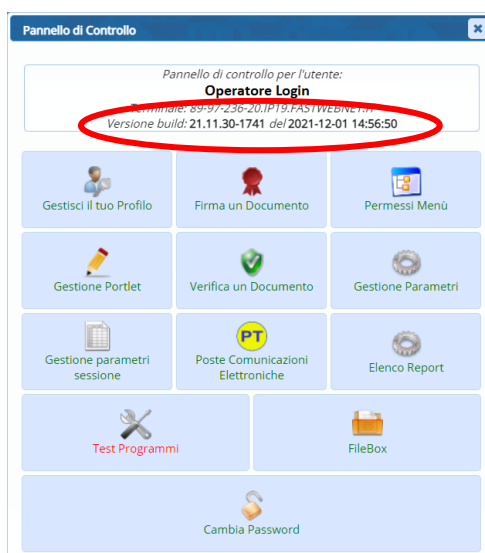 Pannello di Controllo
Pannello di controllo per l'utente:
Operatore Login
Terminale: 89-97-236-20.IP19.FASTWEBNET.IT
Versione build: 21.11.30-1741 del 2021-12-01 14:56:50
Gestisci il tuo Profilo
Firma un Documento
Permessi Menù
Gestione Portlet
Verifica un Documento
Gestione Parametri
Gestione parametri
sessione
PT
Poste Comunicazioni
Elettroniche
Elenco Report
Test Programmi
FileBox
Cambia Password